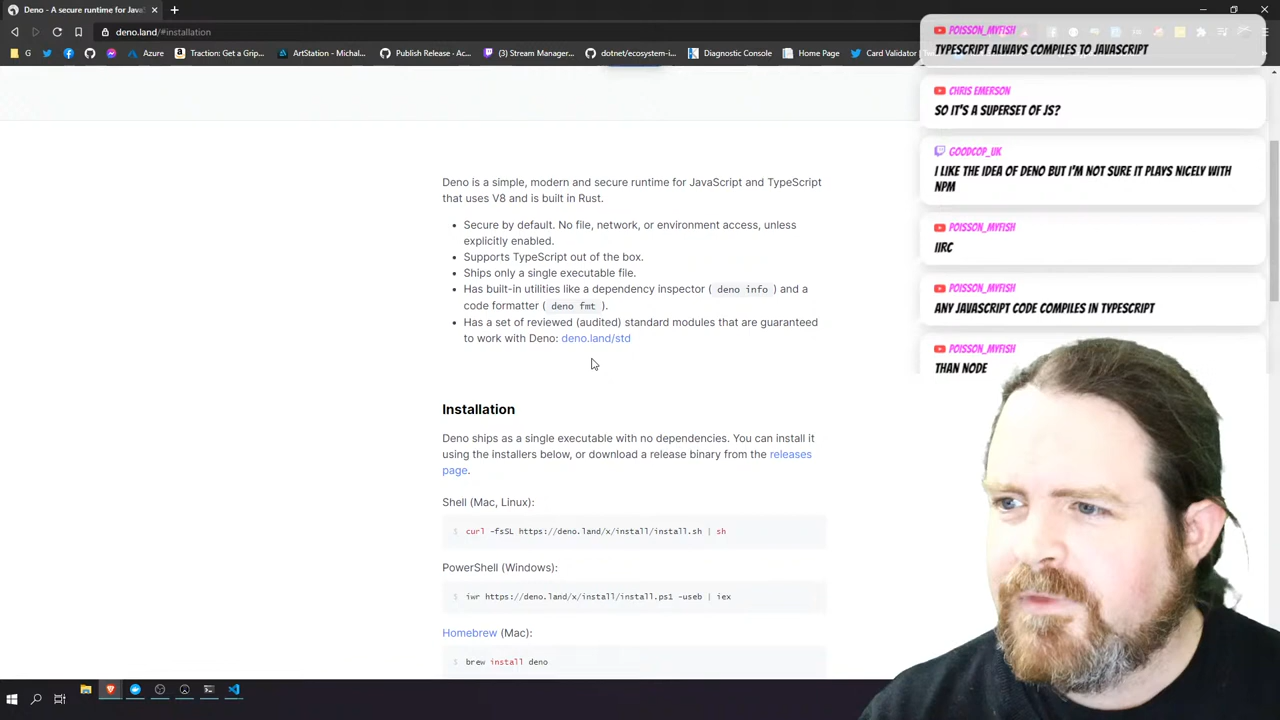 Deno - A secure runtime for Java
deno.land/#installation
G
Azure
Traction: Get a Gripp...
ArtStation - Michal...
Publish Release · Ac...
(3) Stream Manager...
dotnet/ecosystem-i...
Diagnostic Console
Home Page
Card Validator
Deno is a simple, modern and secure runtime for JavaScript and TypeScript
that uses V8 and is built in Rust.
• Secure by default. No file, network, or environment access, unless
explicitly enabled.
• Supports TypeScript out of the box.
• Ships only a single executable file.
• Has built-in utilities like a dependency inspector ( deno info ) and a
code formatter ( deno fmt ).
• Has a set of reviewed (audited) standard modules that are guaranteed
to work with Deno: deno.land/std
Installation
Deno ships as a single executable with no dependencies. You can install it
using the installers below, or download a release binary from the releases
page.
Shell (Mac, Linux):
$ curl -fsSL https://deno.land/x/install/install.sh | sh
PowerShell (Windows):
$ iwr https://deno.land/x/install/install.ps1 -useb | iex
Homebrew (Mac):
$ brew install deno
POISSON_MYFISH
TYPESCRIPT ALWAYS COMPILES TO JAVASCRIPT
CHRIS EMERSON
SO IT'S A SUPERSET OF JS?
GOODCOP_UK
I LIKE THE IDEA OF DENO BUT I'M NOT SURE IT PLAYS NICELY WITH
NPM
POISSON_MYFISH
IIRC
POISSON_MYFISH
ANY JAVASCRIPT CODE COMPILES IN TYPESCRIPT
POISSON_MYFISH
THAN NODE